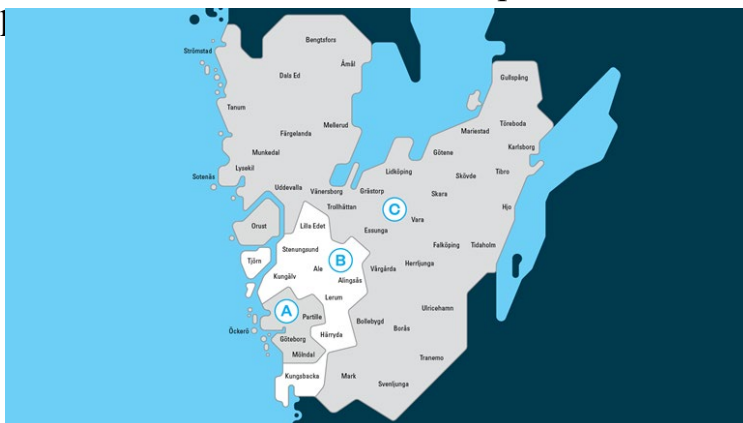 Bengtsfors
Strömstad
Åmål
Dals Ed
Gullspång
Tanum
Mellerud
Färgelanda
Töreboda
Mariestad
Karlsborg
Munkedal
Götene
Lysekil
Lidköping
Tibro
Skövde
Sotenäs
Uddevalla
Vänersborg
Grästorp
Skara
Trollhättan
Hjo
C
Vara
Orust
Lilla Edet
Essunga
Stenungsund
Falköping
Tidaholm
Tjörn
B
Ale
Vårgårda
Herrljunga
Kungälv
Alingsås
Lerum
A
Partille
Ulricehamn
Bollebygd
Öckerö
Borås
Härryda
Göteborg
Mölndal
Tranemo
Kungsbacka
Mark
Svenljunga